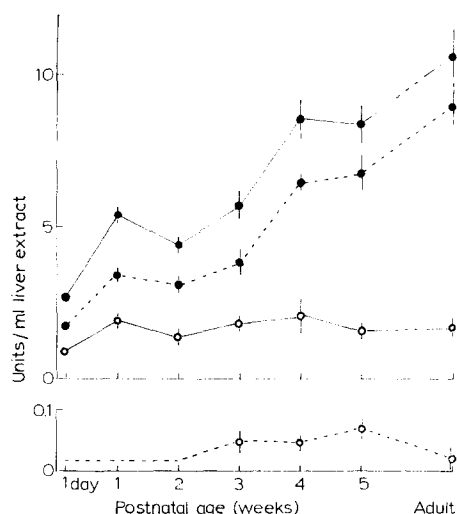 10
5
0
Units/ml liver extract
0.1
0
1day 1 2 3 4 5 Adult
Postnatal age (weeks)